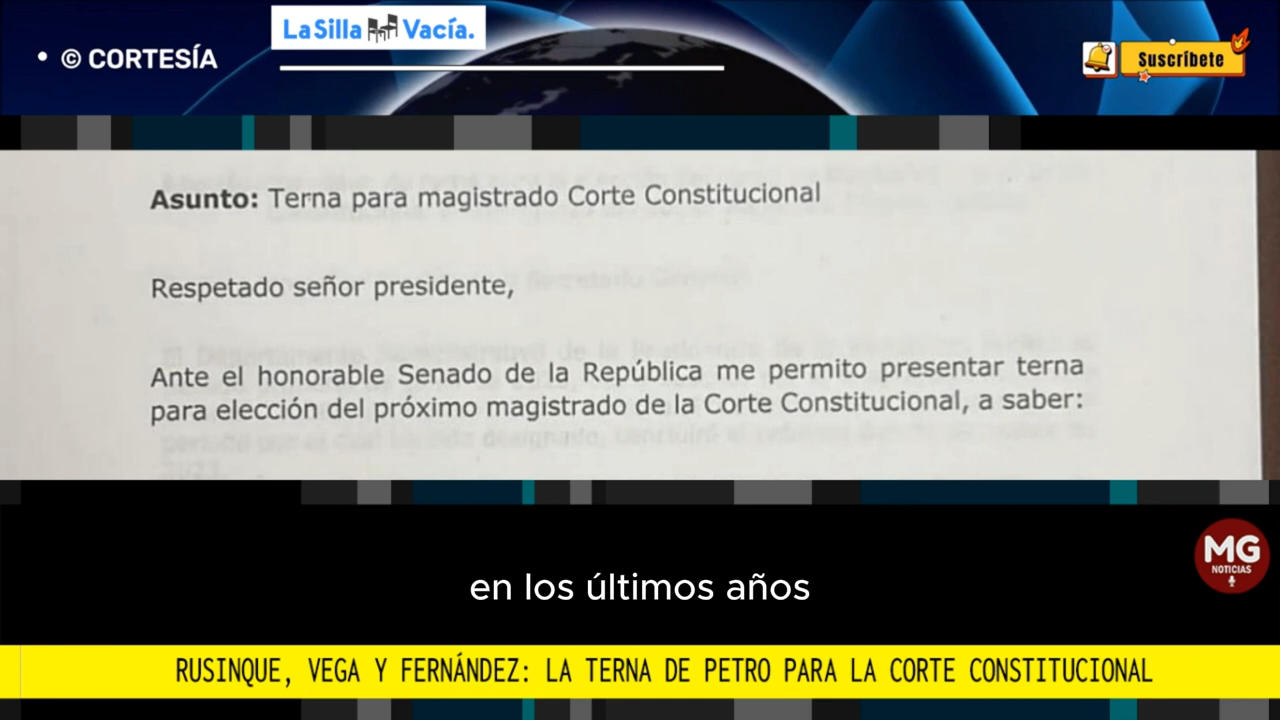 • © CORTESÍA
La Silla Vacía.
Suscríbete
Asunto: Terna para magistrado Corte Constitucional
Respetado señor presidente,
Ante el honorable Senado de la República me permito presentar terna
para elección del próximo magistrado de la Corte Constitucional, a saber:
en los últimos años
MG
NOTICIAS
RUSINQUE, VEGA Y FERNÁNDEZ: LA TERNA DE PETRO PARA LA CORTE CONSTITUCIONAL